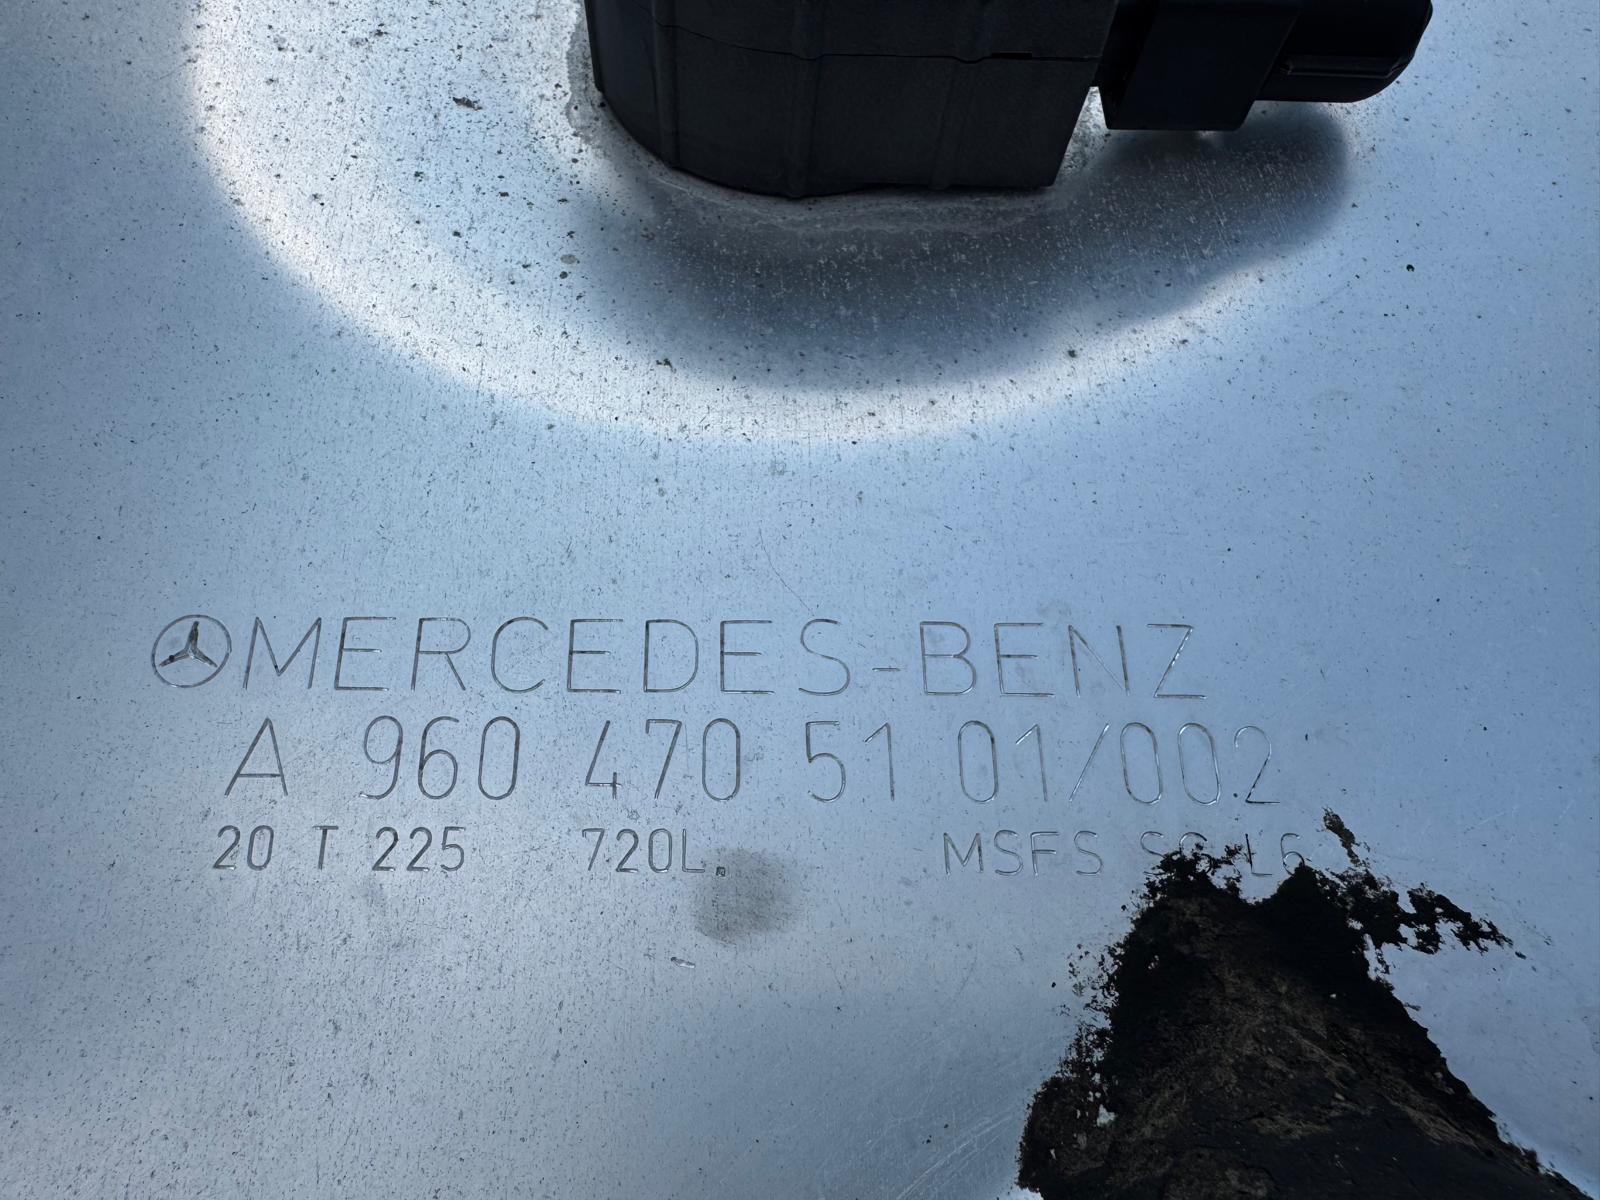 MERCEDES-BENZ
A 960 470 51 01/002
20 T 225 720L. MSFS